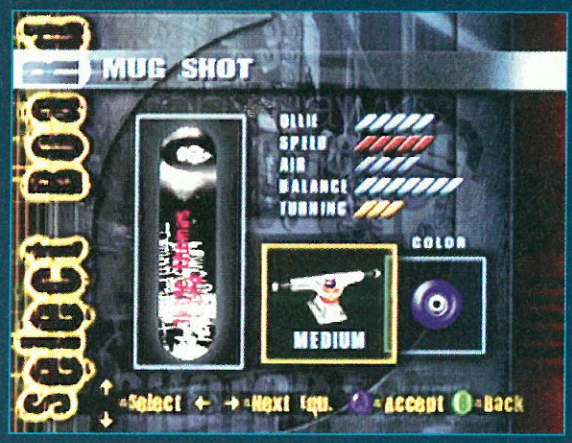 Select Board
MUG SHOT
OLLIE
SPEED
AIR
BALANCE
TURNING
COLOR
MEDIUM
=Select ← → =Next Equ. A =Accept B =Back